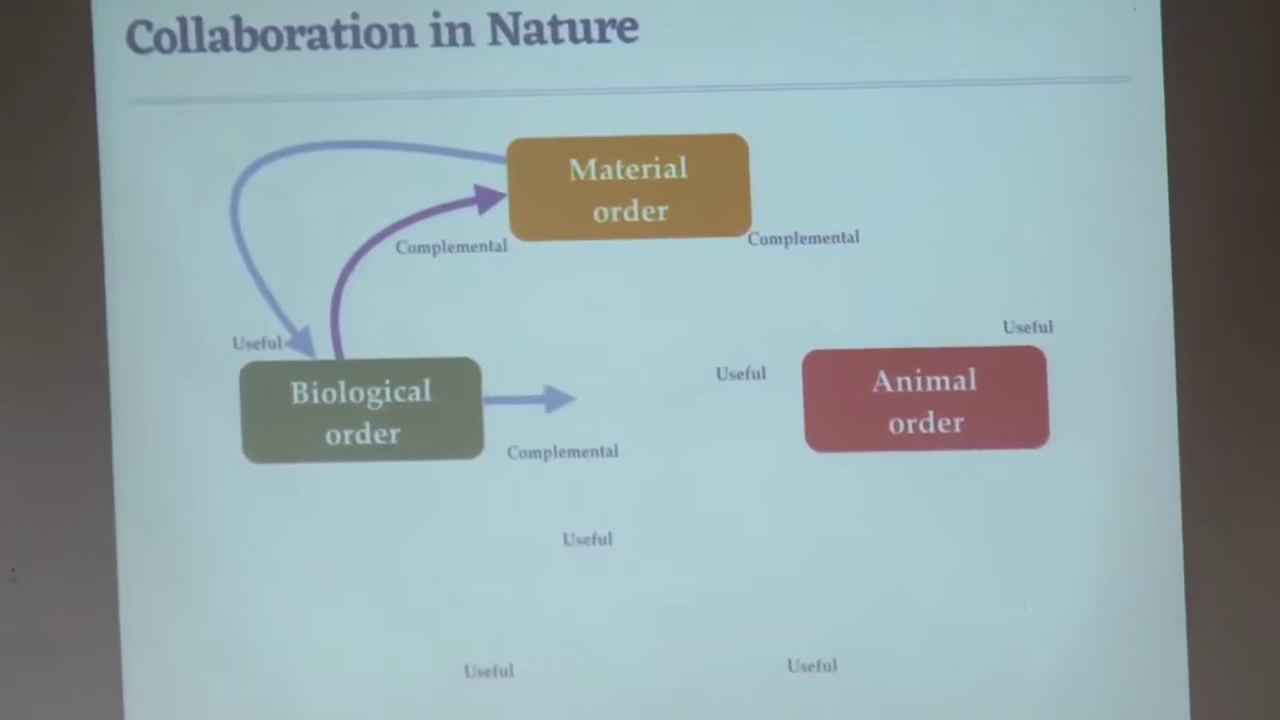 Collaboration in Nature
Material
order
Complemental
Complemental
Useful
Useful
Biological
order
Useful
Animal
order
Complemental
Useful
Useful
Useful